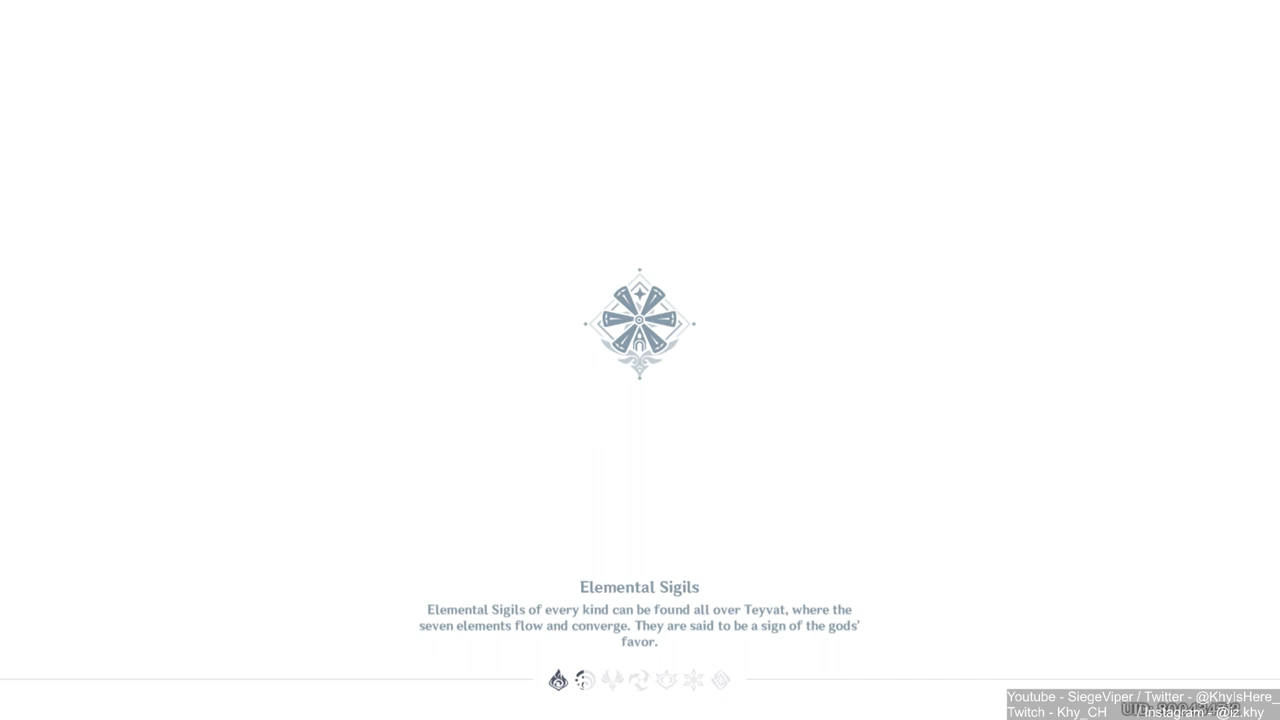 Elemental Sigils
Elemental Sigils of every kind can be found all over Teyvat, where the
seven elements flow and converge. They are said to be a sign of the gods'
favor.
Youtube - SiegeViper / Twitter - @KhyIsHere_
Twitch - Khy_CH / Instagram - @iz.khy
UID: